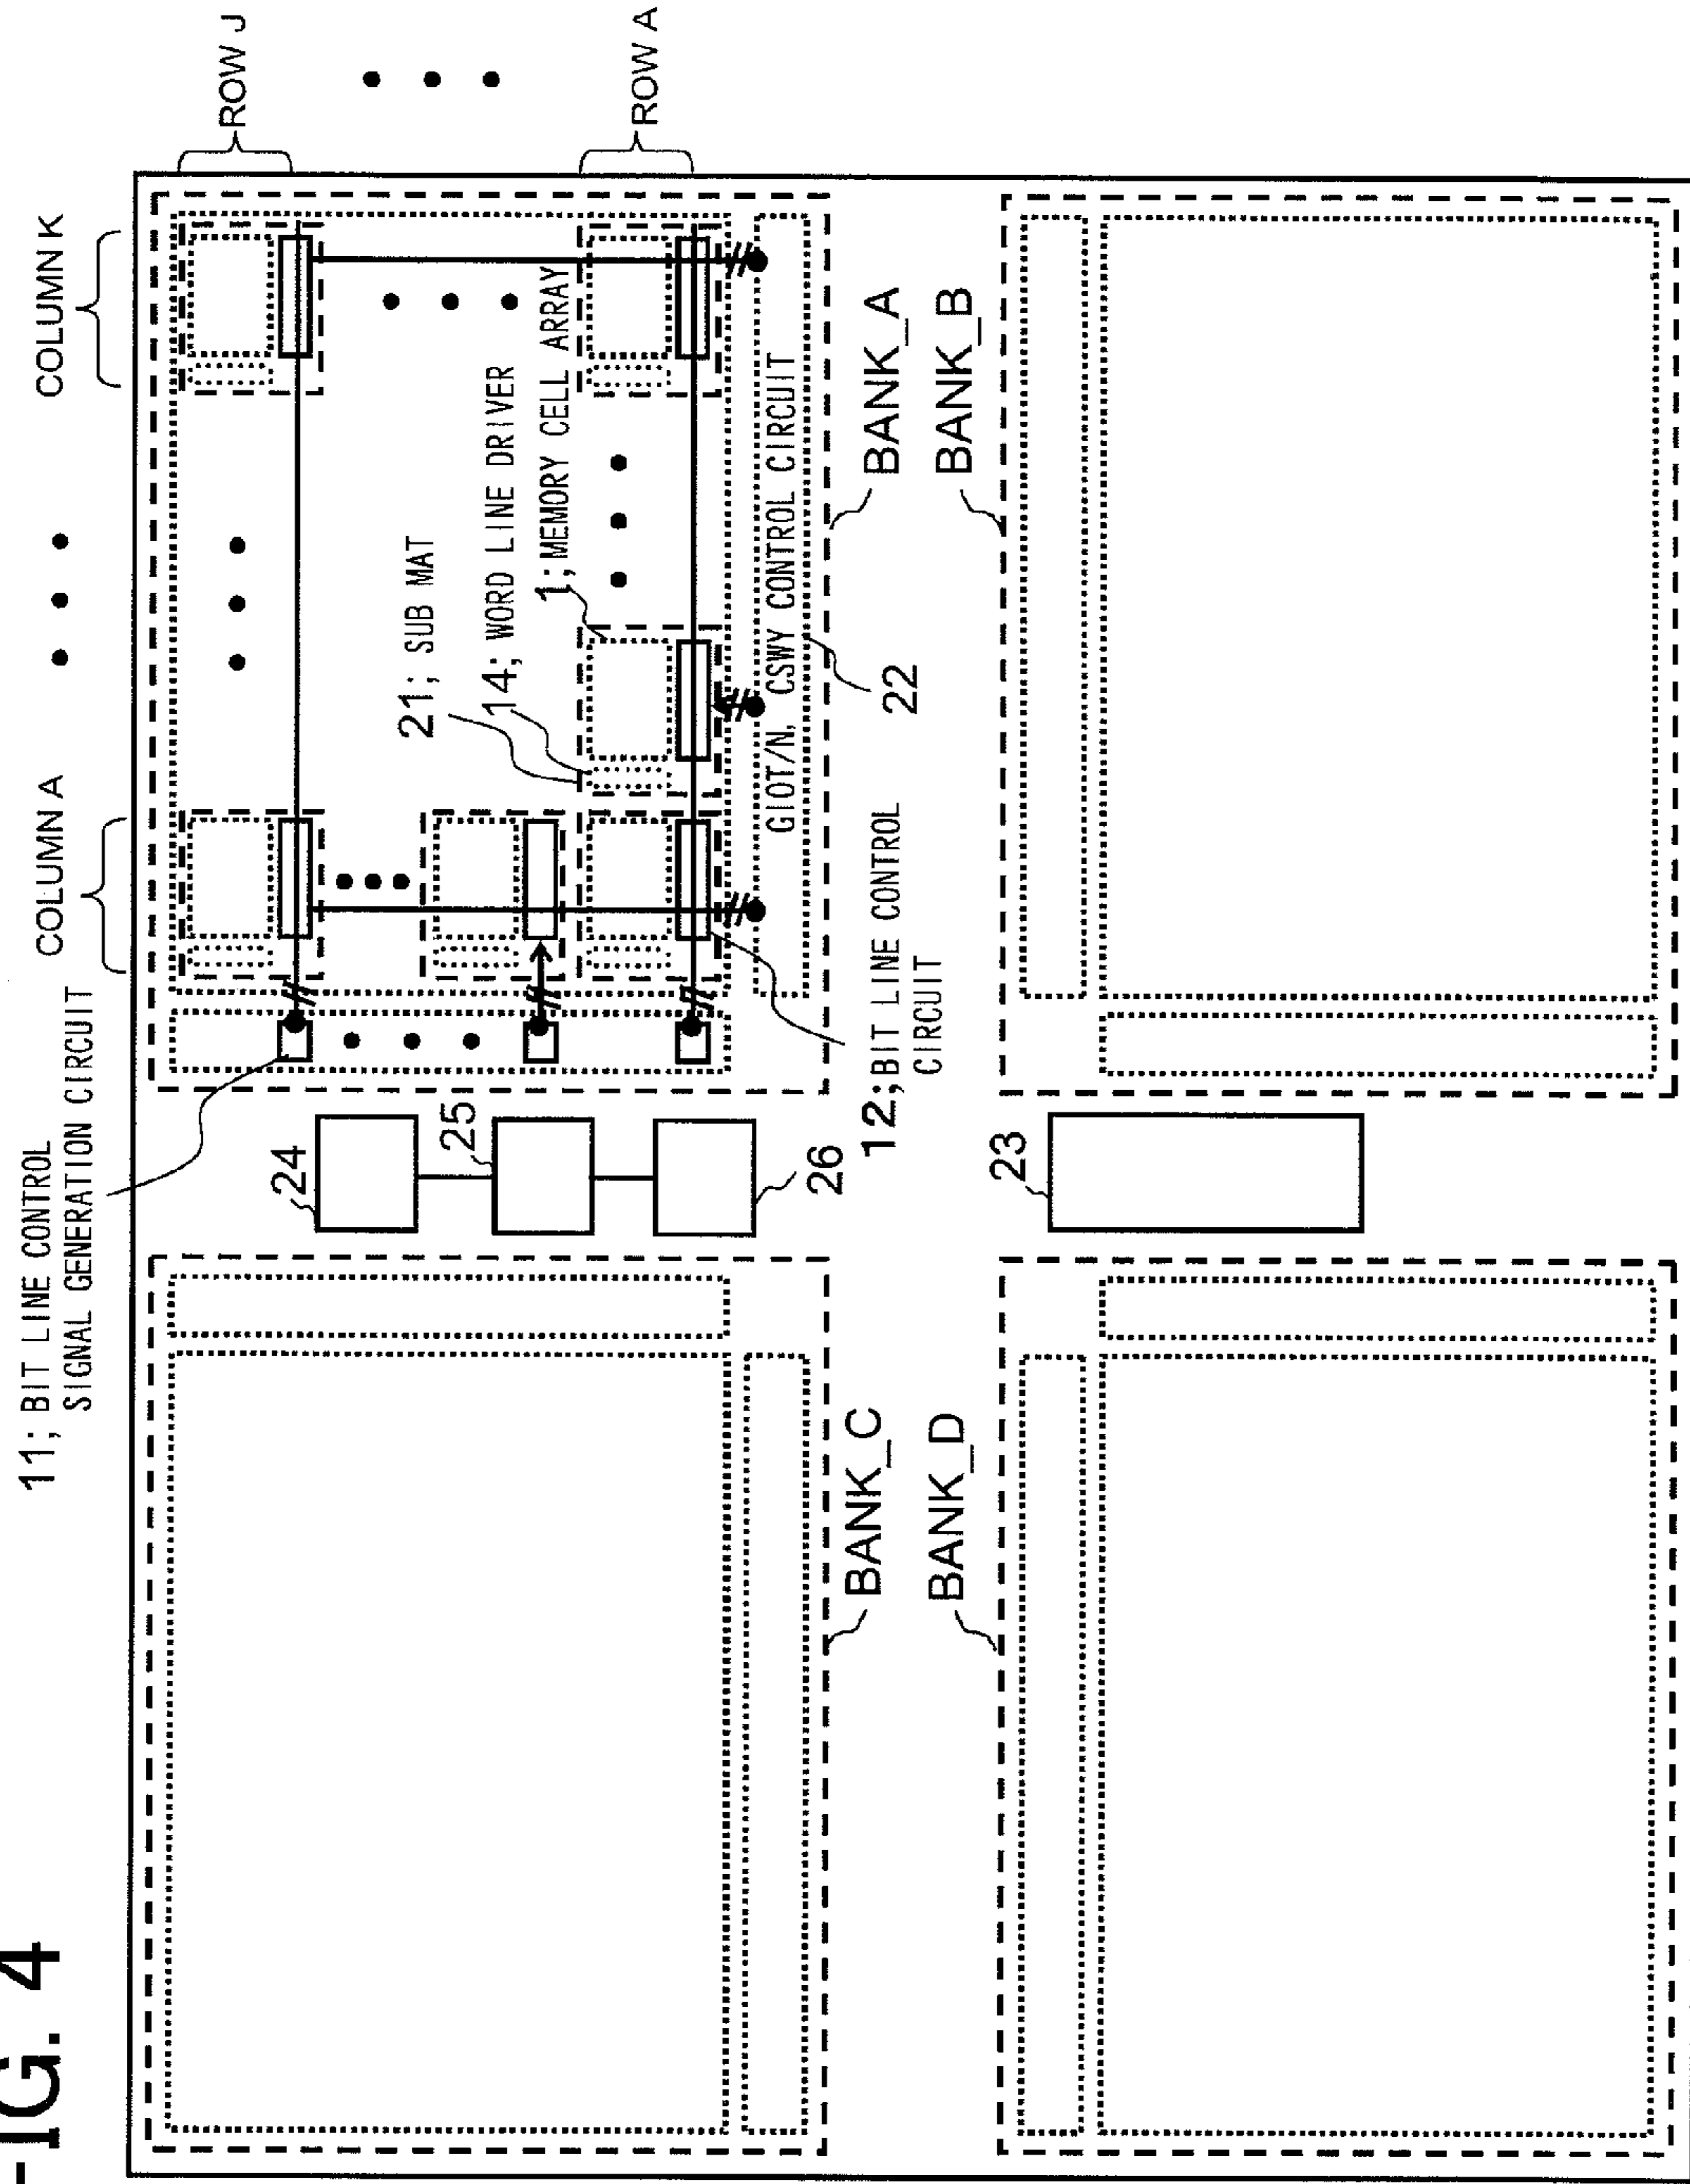 FIG. 4
11; BIT LINE CONTROL
SIGNAL GENERATION CIRCUIT
COLUMN A
COLUMN K
ROW J
ROW A
21; SUB MAT
14; WORD LINE DRIVER
1; MEMORY CELL ARRAY
GIOT/N, CSWY CONTROL CIRCUIT
22
12; BIT LINE CONTROL
CIRCUIT
24
25
26
23
BANK_A
BANK_B
BANK_C
BANK_D